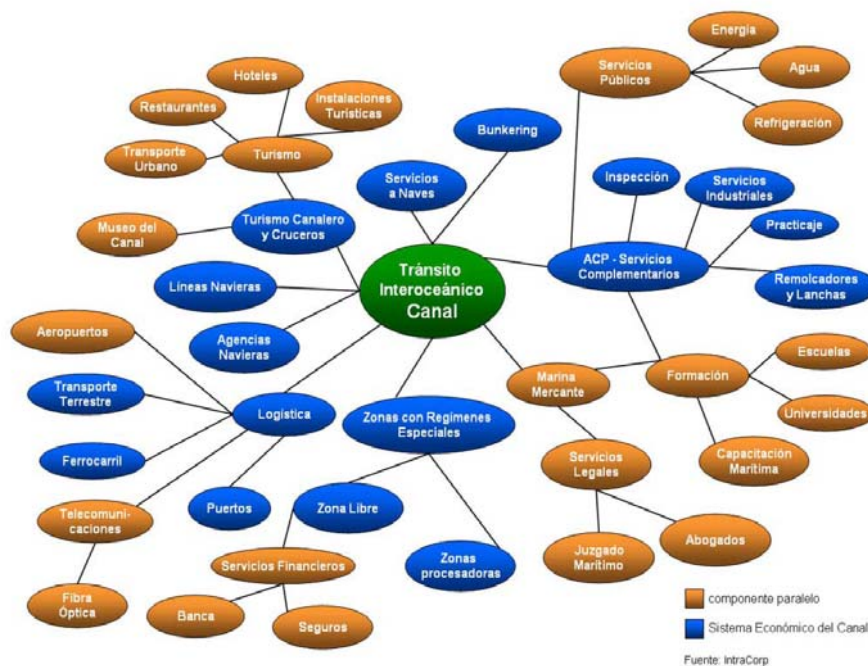 Energía
Servicios
Públicos
Agua
Refrigeración
Hoteles
Restaurantes
Instalaciones
Turísticas
Transporte
Urbano
Turismo
Bunkering
Servicios
a Naves
Inspección
Servicios
Industriales
Practicaje
Museo del
Canal
Turismo Canalero
y Cruceros
ACP - Servicios
Complementarios
Remolcadores
y Lanchas
Tránsito
Interoceánico
Canal
Líneas Navieras
Agencias
Navieras
Aeropuertos
Transporte
Terrestre
Logística
Ferrocarril
Zonas con Regímenes
Especiales
Marina
Mercante
Formación
Escuelas
Universidades
Capacitación
Marítima
Servicios
Legales
Telecomuni-
caciones
Puertos
Zona Libre
Zonas
procesadoras
Juzgado
Marítimo
Abogados
Servicios Financieros
Fibra
Óptica
Banca
Seguros
componente paralelo
Sistema Económico del Canal
Fuente: IntraCorp